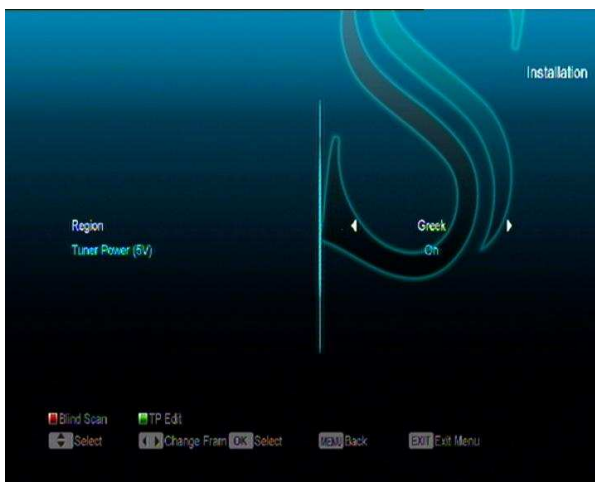 Installation
Region Greek
Tuner Power (5V) On
Blind Scan TP Edit
Select Change Fram OK Select MENU Back EXIT Exit Menu